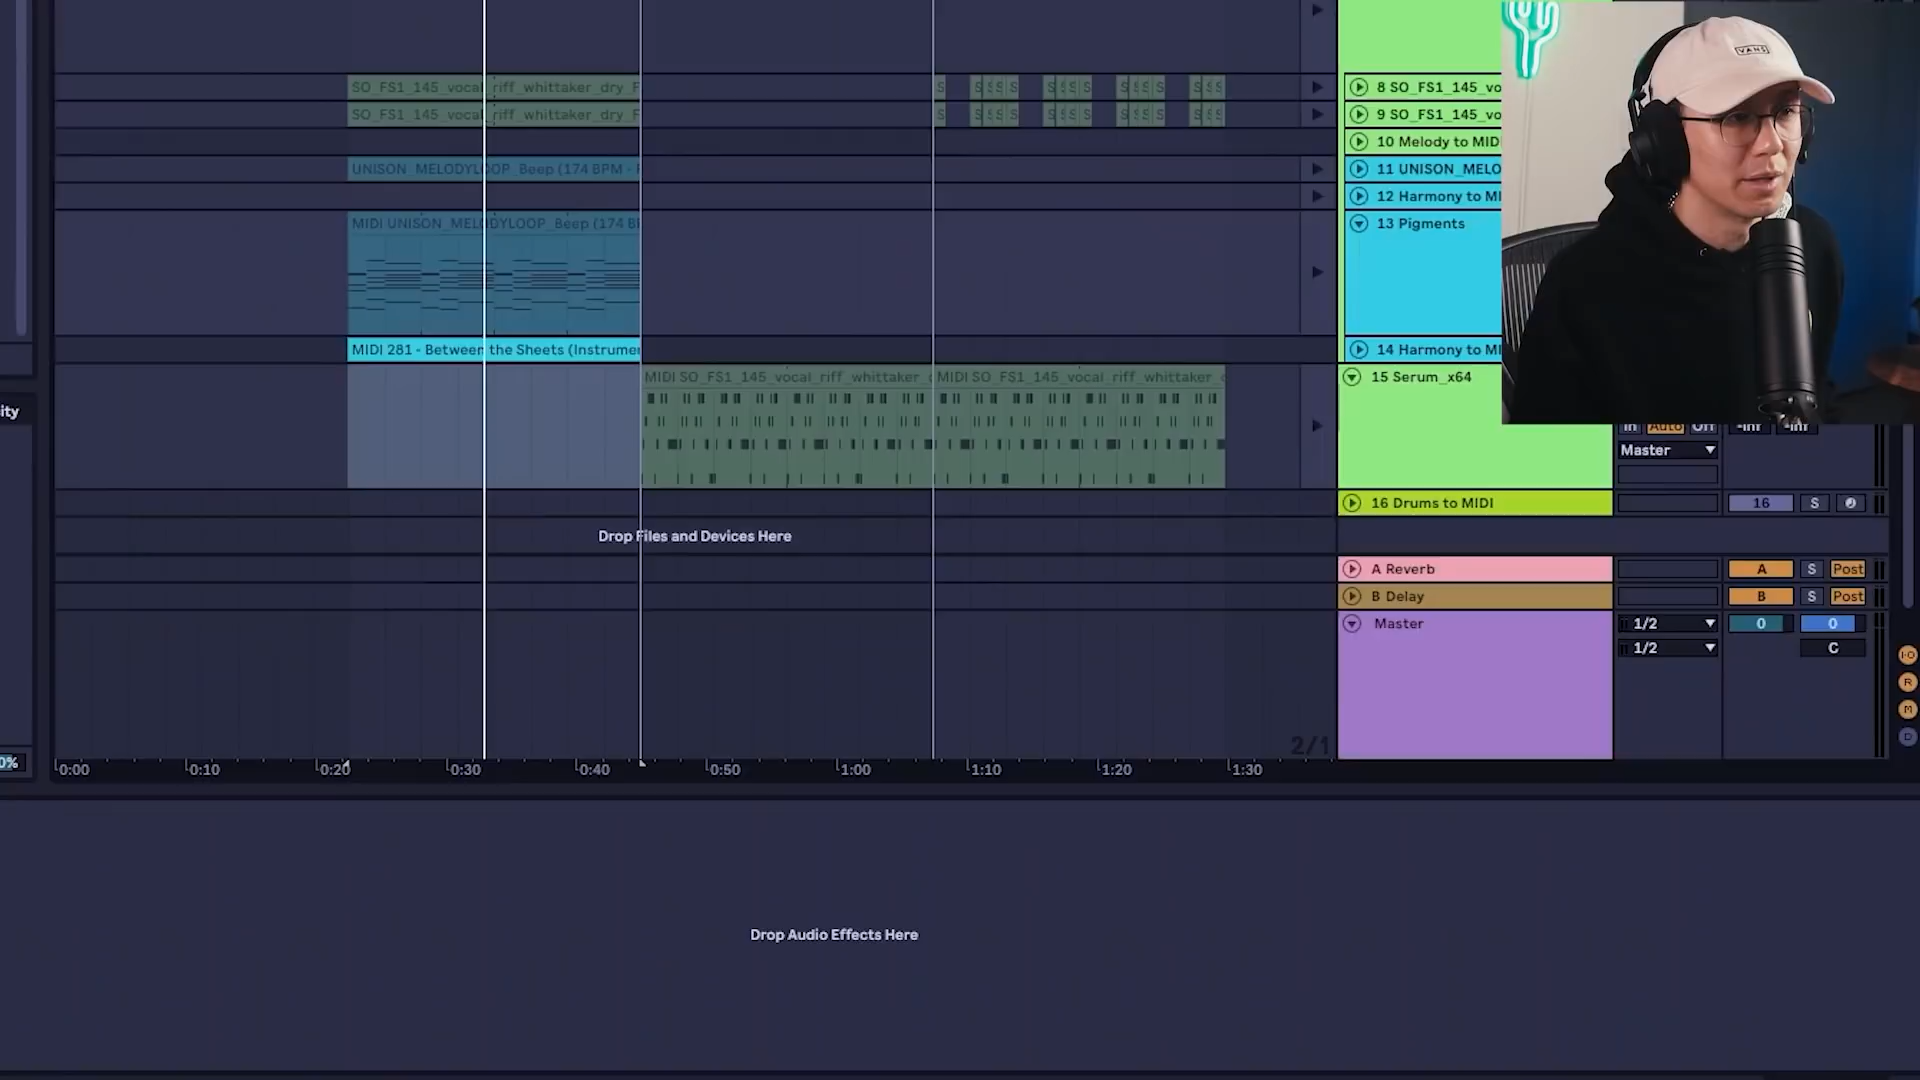 SO_FS1_145_vocal_riff_whittaker_dry_F
S S S S S S S S S S S S S S S S
8 SO_FS1_145_vo
SO_FS1_145_vocal_riff_whittaker_dry_F
S S S S S S S S S S S S S S S S
9 SO_FS1_145_vo
10 Melody to MID
UNISON_MELODYLOOP_Beep (174 BPM -
11 UNISON_MELO
12 Harmony to MI
MIDI UNISON_MELODYLOOP_Beep (174 B
13 Pigments
MIDI 281 - Between the Sheets (Instrumen
14 Harmony to MI
MIDI SO_FS1_145_vocal_riff_whittaker_
MIDI SO_FS1_145_vocal_riff_whittaker_
15 Serum_x64
ity
In Auto Off -inf -inf
Master
16 Drums to MIDI
16 S
Drop Files and Devices Here
A Reverb
A S Post
B Delay
B S Post
Master
1/2 0 0
1/2 C
I·O
R
M
D
2/1
0%
0:00 0:10 0:20 0:30 0:40 0:50 1:00 1:10 1:20 1:30
Drop Audio Effects Here
VANS